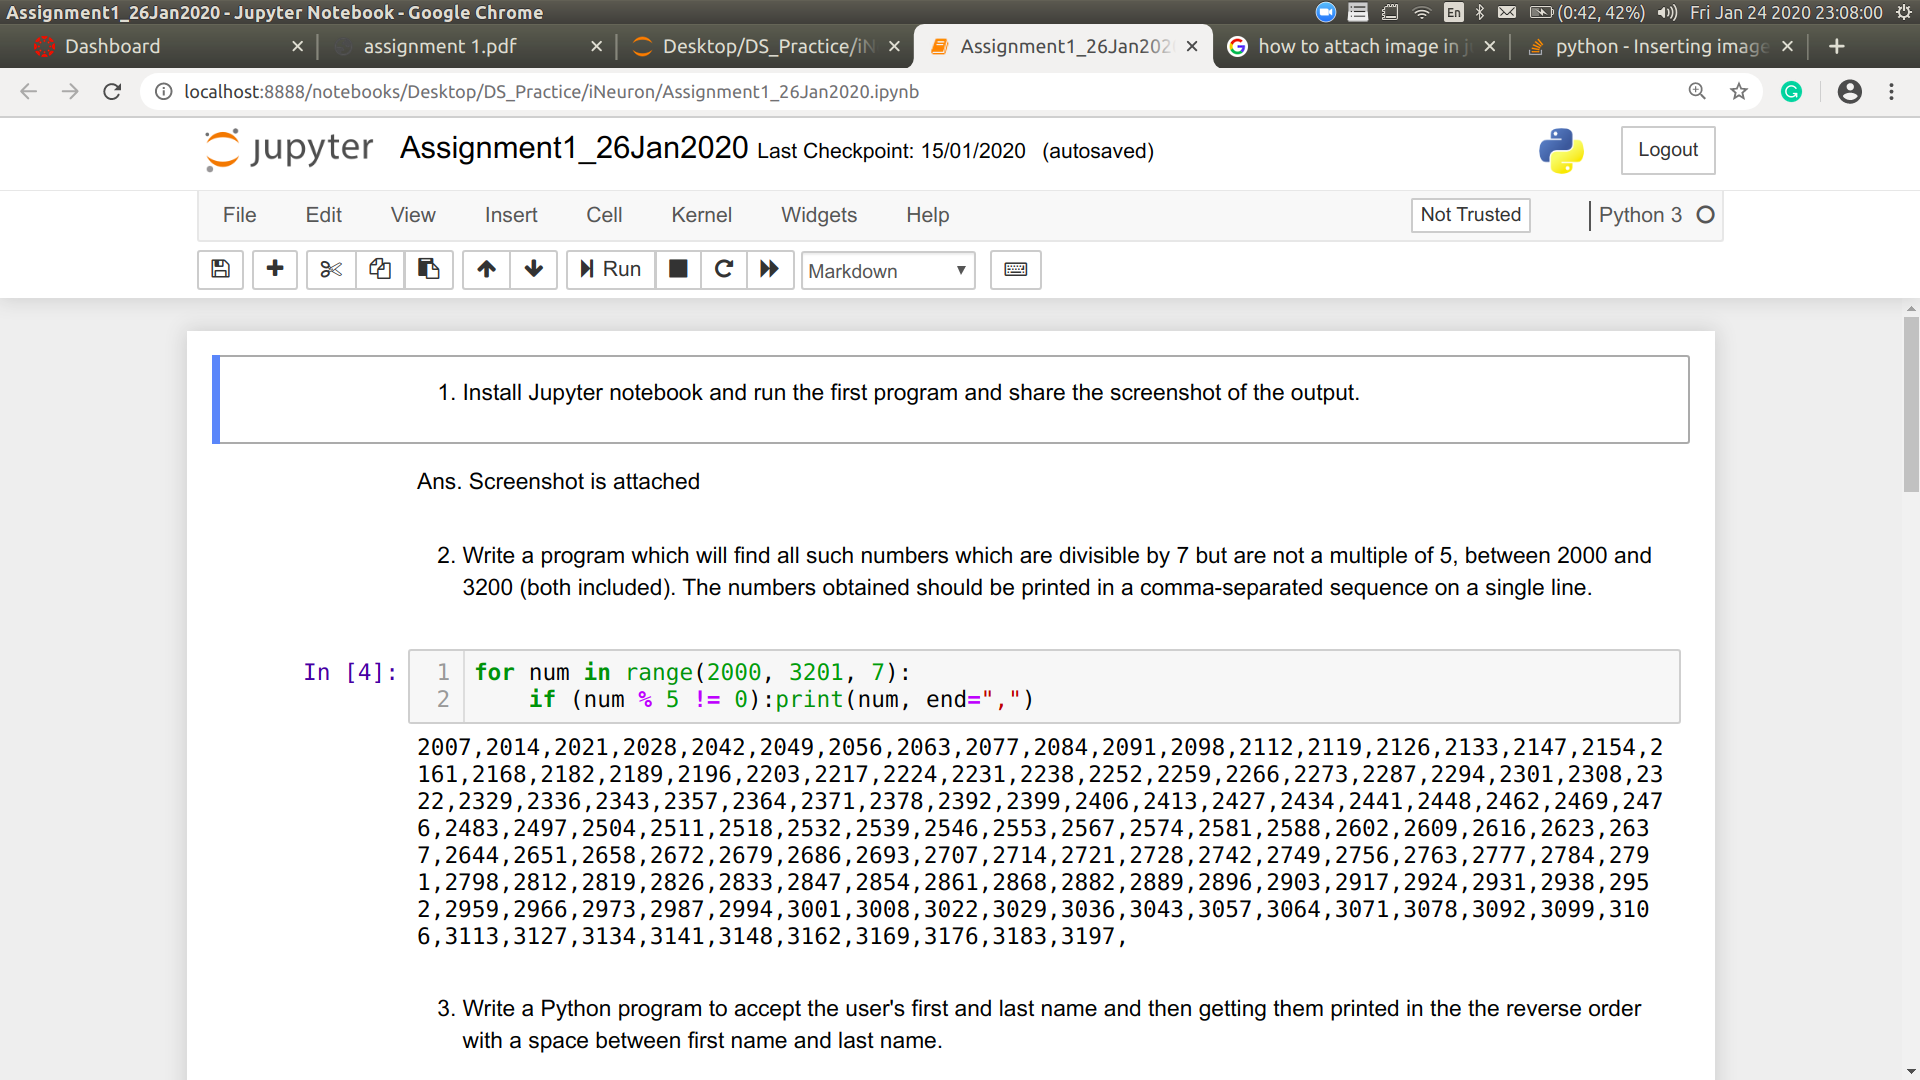 Assignment1_26Jan2020 - Jupyter Notebook - Google Chrome
En (0:42, 42%) Fri Jan 24 2020 23:08:00
Dashboard assignment 1.pdf Desktop/DS_Practice/iN Assignment1_26Jan202 how to attach image in j python - Inserting image
localhost:8888/notebooks/Desktop/DS_Practice/iNeuron/Assignment1_26Jan2020.ipynb
jupyter Assignment1_26Jan2020 Last Checkpoint: 15/01/2020 (autosaved) Logout
File Edit View Insert Cell Kernel Widgets Help Not Trusted Python 3
Run Markdown
1. Install Jupyter notebook and run the first program and share the screenshot of the output.
Ans. Screenshot is attached
2. Write a program which will find all such numbers which are divisible by 7 but are not a multiple of 5, between 2000 and
3200 (both included). The numbers obtained should be printed in a comma-separated sequence on a single line.
In [4]: 1 for num in range(2000, 3201, 7):
2 if (num % 5 != 0):print(num, end=",")
2007,2014,2021,2028,2042,2049,2056,2063,2077,2084,2091,2098,2112,2119,2126,2133,2147,2154,2
161,2168,2182,2189,2196,2203,2217,2224,2231,2238,2252,2259,2266,2273,2287,2294,2301,2308,23
22,2329,2336,2343,2357,2364,2371,2378,2392,2399,2406,2413,2427,2434,2441,2448,2462,2469,247
6,2483,2497,2504,2511,2518,2532,2539,2546,2553,2567,2574,2581,2588,2602,2609,2616,2623,263
7,2644,2651,2658,2672,2679,2686,2693,2707,2714,2721,2728,2742,2749,2756,2763,2777,2784,279
1,2798,2812,2819,2826,2833,2847,2854,2861,2868,2882,2889,2896,2903,2917,2924,2931,2938,295
2,2959,2966,2973,2987,2994,3001,3008,3022,3029,3036,3043,3057,3064,3071,3078,3092,3099,310
6,3113,3127,3134,3141,3148,3162,3169,3176,3183,3197,
3. Write a Python program to accept the user's first and last name and then getting them printed in the the reverse order
with a space between first name and last name.